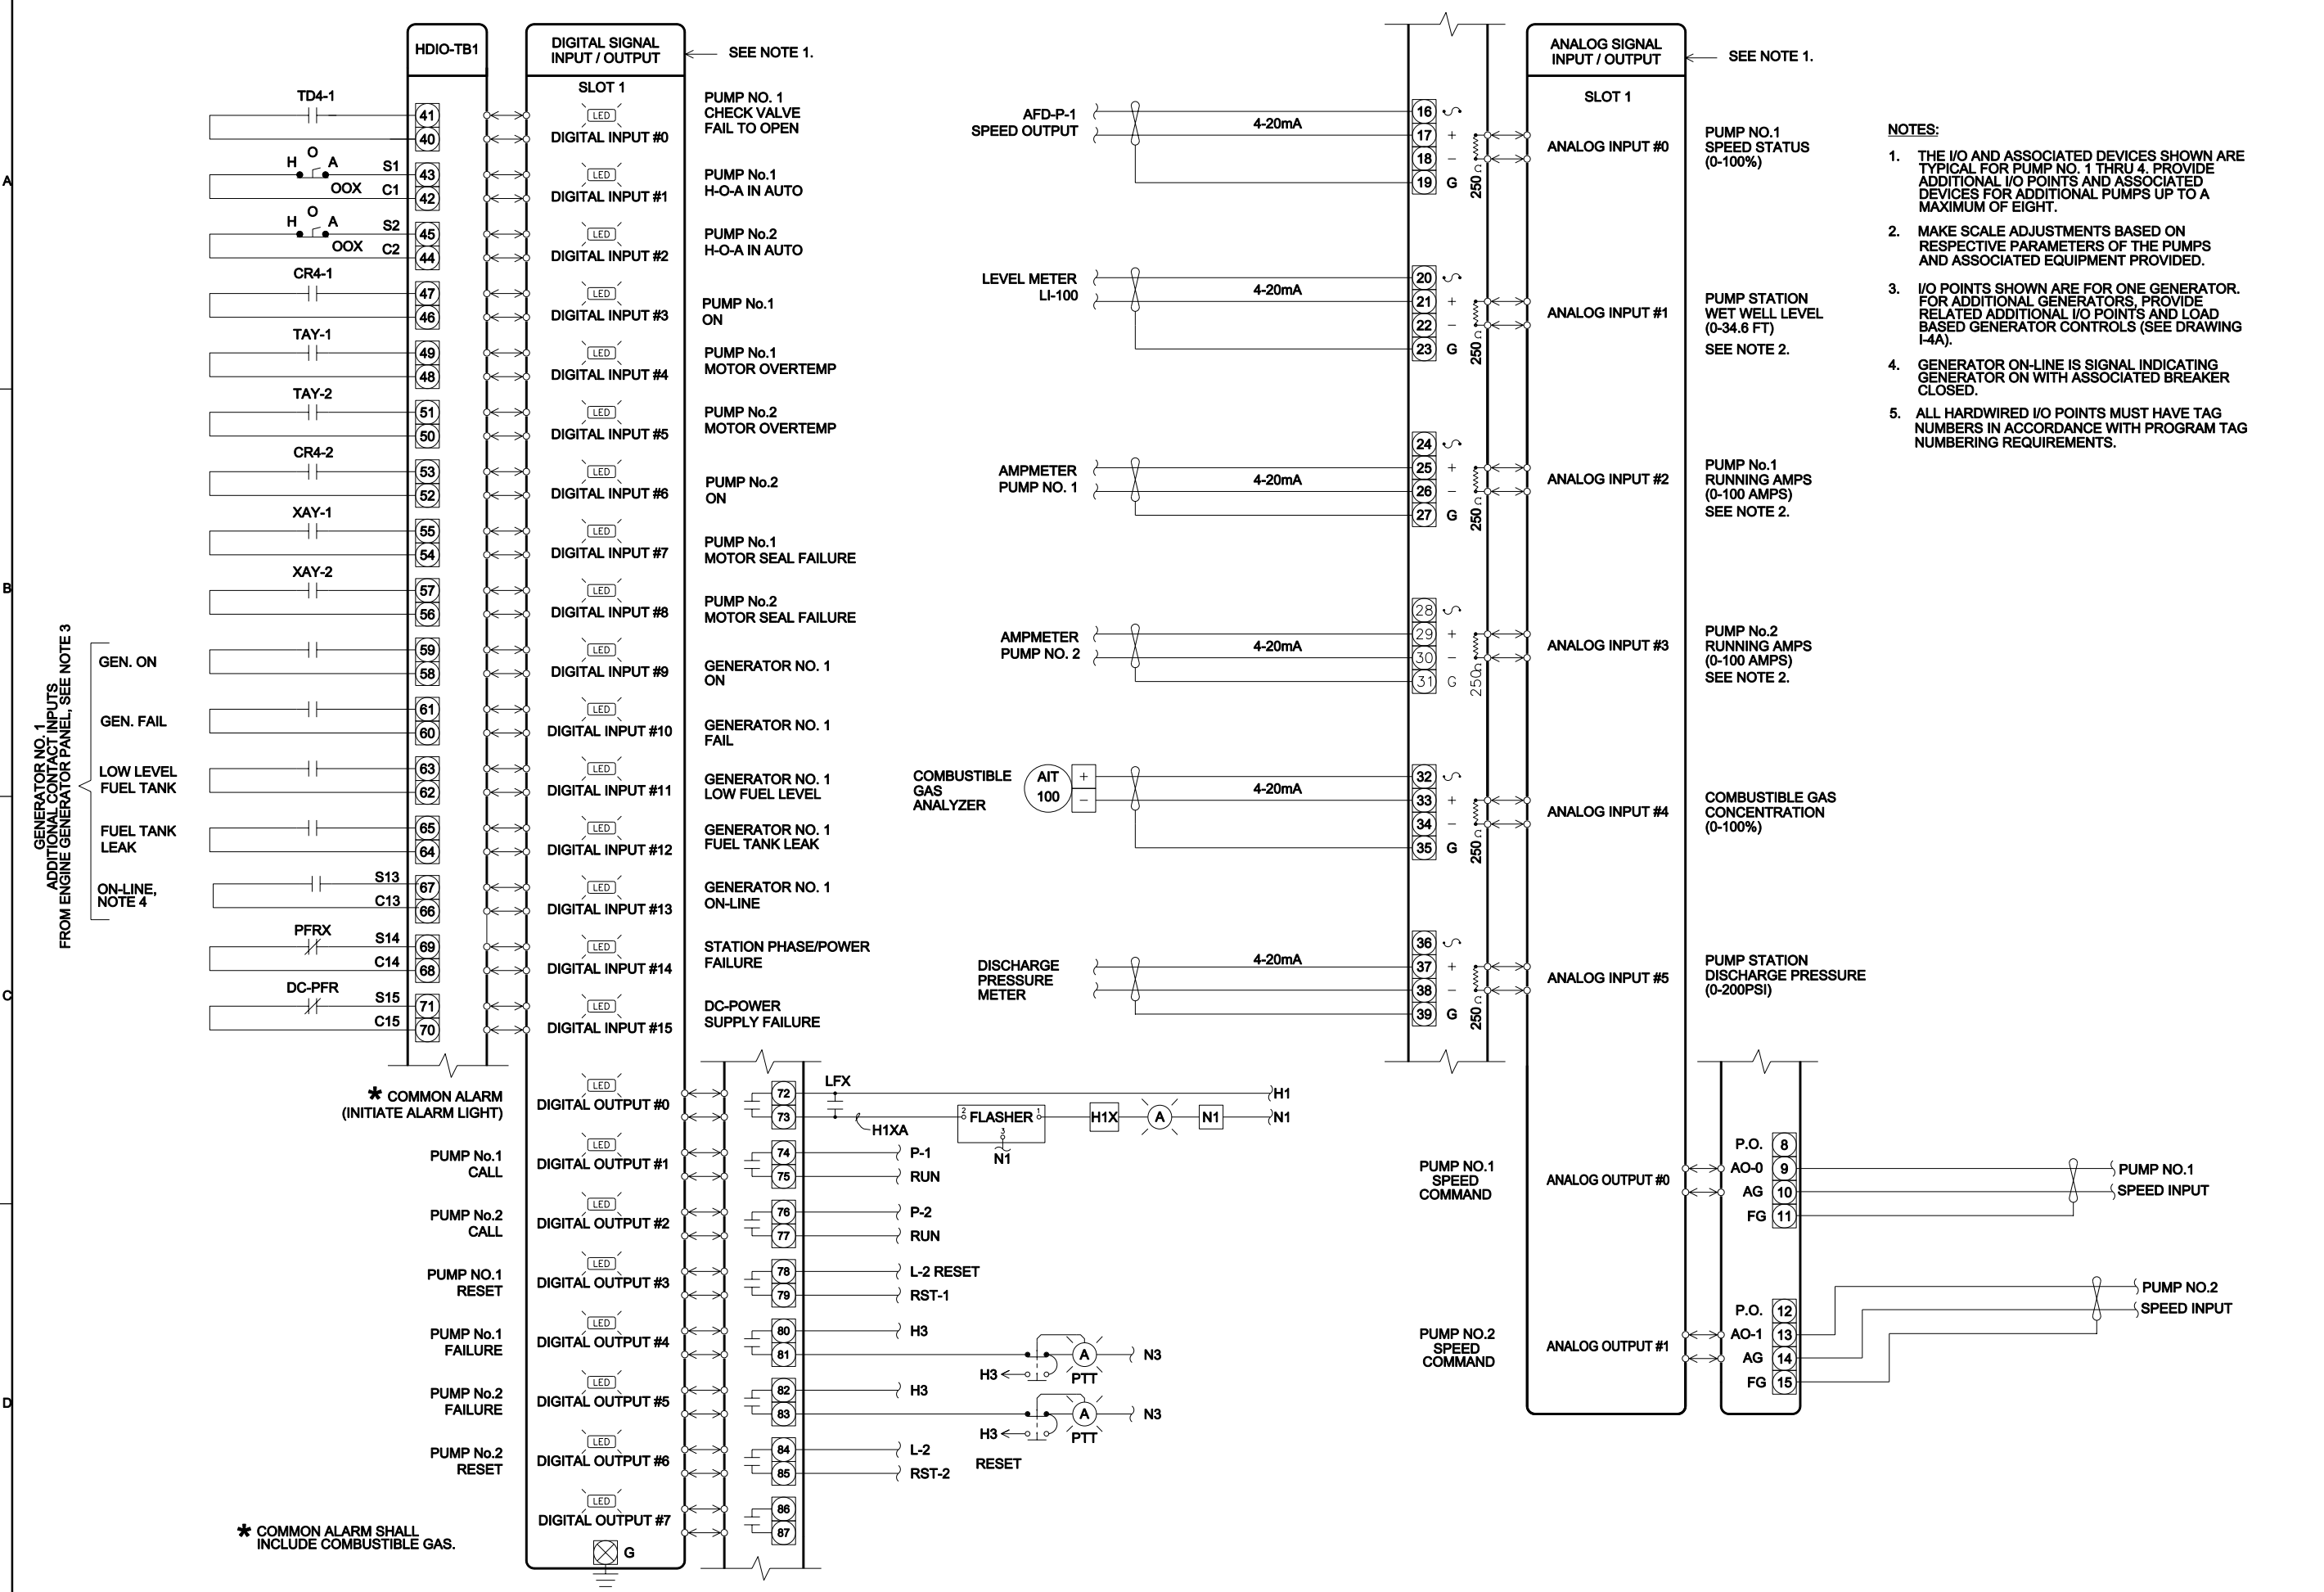 HDIO-TB1
DIGITAL SIGNAL
INPUT / OUTPUT
SEE NOTE 1.
SLOT 1
TD4-1
41
40
LED
DIGITAL INPUT #0
PUMP NO. 1
CHECK VALVE
FAIL TO OPEN
H O A
OOX
S1
C1
43
42
LED
DIGITAL INPUT #1
PUMP No.1
H-O-A IN AUTO
H O A
OOX
S2
C2
45
44
LED
DIGITAL INPUT #2
PUMP No.2
H-O-A IN AUTO
CR4-1
47
46
LED
DIGITAL INPUT #3
PUMP No.1
ON
TAY-1
49
48
LED
DIGITAL INPUT #4
PUMP No.1
MOTOR OVERTEMP
TAY-2
51
50
LED
DIGITAL INPUT #5
PUMP No.2
MOTOR OVERTEMP
CR4-2
53
52
LED
DIGITAL INPUT #6
PUMP No.2
ON
XAY-1
55
54
LED
DIGITAL INPUT #7
PUMP No.1
MOTOR SEAL FAILURE
XAY-2
57
56
LED
DIGITAL INPUT #8
PUMP No.2
MOTOR SEAL FAILURE
GENERATOR NO. 1
ADDITIONAL CONTACT INPUTS
FROM ENGINE GENERATOR PANEL, SEE NOTE 3
GEN. ON
59
58
LED
DIGITAL INPUT #9
GENERATOR NO. 1
ON
GEN. FAIL
61
60
LED
DIGITAL INPUT #10
GENERATOR NO. 1
FAIL
LOW LEVEL
FUEL TANK
63
62
LED
DIGITAL INPUT #11
GENERATOR NO. 1
LOW FUEL LEVEL
FUEL TANK
LEAK
65
64
LED
DIGITAL INPUT #12
GENERATOR NO. 1
FUEL TANK LEAK
ON-LINE,
NOTE 4
S13
C13
67
66
LED
DIGITAL INPUT #13
GENERATOR NO. 1
ON-LINE
PFRX
S14
C14
69
68
LED
DIGITAL INPUT #14
STATION PHASE/POWER
FAILURE
DC-PFR
S15
C15
71
70
LED
DIGITAL INPUT #15
DC-POWER
SUPPLY FAILURE
* COMMON ALARM
(INITIATE ALARM LIGHT)
LED
DIGITAL OUTPUT #0
72
73
LFX
H1
H1XA
2 FLASHER 1
3
N1
H1X
A
N1
N1
PUMP No.1
CALL
LED
DIGITAL OUTPUT #1
74
75
P-1
RUN
PUMP No.2
CALL
LED
DIGITAL OUTPUT #2
76
77
P-2
RUN
PUMP NO.1
RESET
LED
DIGITAL OUTPUT #3
78
79
L-2 RESET
RST-1
PUMP No.1
FAILURE
LED
DIGITAL OUTPUT #4
80
81
H3
A
N3
H3
PTT
PUMP No.2
FAILURE
LED
DIGITAL OUTPUT #5
82
83
H3
A
N3
H3
PTT
PUMP No.2
RESET
LED
DIGITAL OUTPUT #6
84
85
L-2
RESET
RST-2
LED
DIGITAL OUTPUT #7
86
87
G
* COMMON ALARM SHALL
INCLUDE COMBUSTIBLE GAS.
A
B
C
D
ANALOG SIGNAL
INPUT / OUTPUT
SEE NOTE 1.
SLOT 1
AFD-P-1
SPEED OUTPUT
4-20mA
16
17 +
18 −
19 G
250 Ω
ANALOG INPUT #0
PUMP NO.1
SPEED STATUS
(0-100%)
LEVEL METER
LI-100
4-20mA
20
21 +
22 −
23 G
250 Ω
ANALOG INPUT #1
PUMP STATION
WET WELL LEVEL
(0-34.6 FT)
SEE NOTE 2.
AMPMETER
PUMP NO. 1
4-20mA
24
25 +
26 −
27 G
250 Ω
ANALOG INPUT #2
PUMP No.1
RUNNING AMPS
(0-100 AMPS)
SEE NOTE 2.
AMPMETER
PUMP NO. 2
4-20mA
28
29 +
30 −
31 G
250Ω
ANALOG INPUT #3
PUMP No.2
RUNNING AMPS
(0-100 AMPS)
SEE NOTE 2.
COMBUSTIBLE
GAS
ANALYZER
AIT
100
+
−
4-20mA
32
33 +
34 −
35 G
250 Ω
ANALOG INPUT #4
COMBUSTIBLE GAS
CONCENTRATION
(0-100%)
DISCHARGE
PRESSURE
METER
4-20mA
36
37 +
38 −
39 G
250 Ω
ANALOG INPUT #5
PUMP STATION
DISCHARGE PRESSURE
(0-200PSI)
PUMP NO.1
SPEED
COMMAND
ANALOG OUTPUT #0
P.O. 8
AO-0 9
AG 10
FG 11
PUMP NO.1
SPEED INPUT
PUMP NO.2
SPEED
COMMAND
ANALOG OUTPUT #1
P.O. 12
AO-1 13
AG 14
FG 15
PUMP NO.2
SPEED INPUT
NOTES:
1. THE I/O AND ASSOCIATED DEVICES SHOWN ARE
TYPICAL FOR PUMP NO. 1 THRU 4. PROVIDE
ADDITIONAL I/O POINTS AND ASSOCIATED
DEVICES FOR ADDITIONAL PUMPS UP TO A
MAXIMUM OF EIGHT.
2. MAKE SCALE ADJUSTMENTS BASED ON
RESPECTIVE PARAMETERS OF THE PUMPS
AND ASSOCIATED EQUIPMENT PROVIDED.
3. I/O POINTS SHOWN ARE FOR ONE GENERATOR.
FOR ADDITIONAL GENERATORS, PROVIDE
RELATED ADDITIONAL I/O POINTS AND LOAD
BASED GENERATOR CONTROLS (SEE DRAWING
I-4A).
4. GENERATOR ON-LINE IS SIGNAL INDICATING
GENERATOR ON WITH ASSOCIATED BREAKER
CLOSED.
5. ALL HARDWIRED I/O POINTS MUST HAVE TAG
NUMBERS IN ACCORDANCE WITH PROGRAM TAG
NUMBERING REQUIREMENTS.